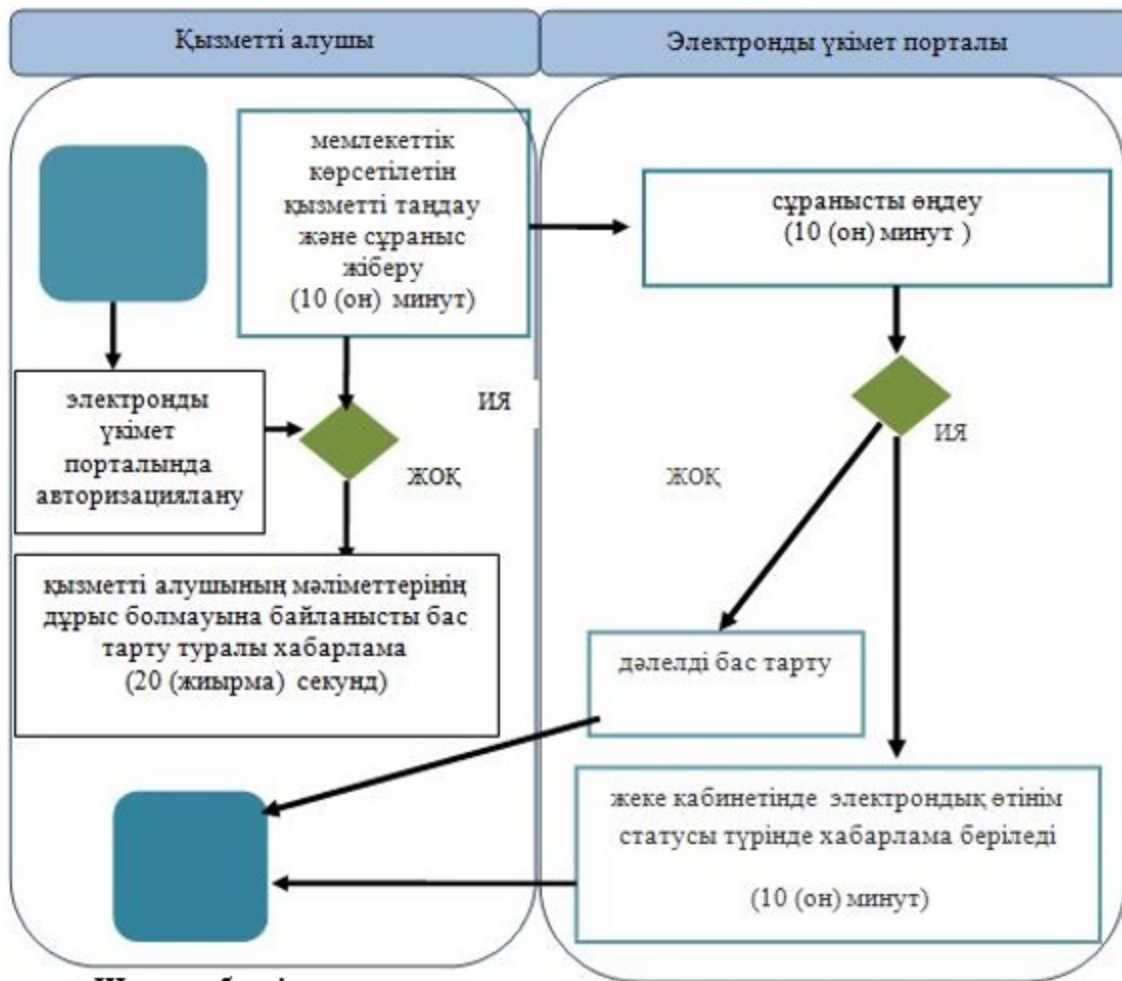 Қызметті алушы
Электронды үкімет порталы
мемлекеттік
көрсетілетін
қызметті таңдау
және сұраныс
жіберу
(10 (он) минут)
сұранысты өңдеу
(10 (он) минут )
электронды
үкімет
порталында
авторизациялану
ИЯ
ЖОҚ
ЖОҚ
ИЯ
қызметті алушының мәліметтерінің
дұрыс болмауына байланысты бас
тарту туралы хабарлама
(20 (жиырма) секунд)
дәлелді бас тарту
жеке кабинетінде электрондық өтінім
статусы түрінде хабарлама беріледі
(10 (он) минут)